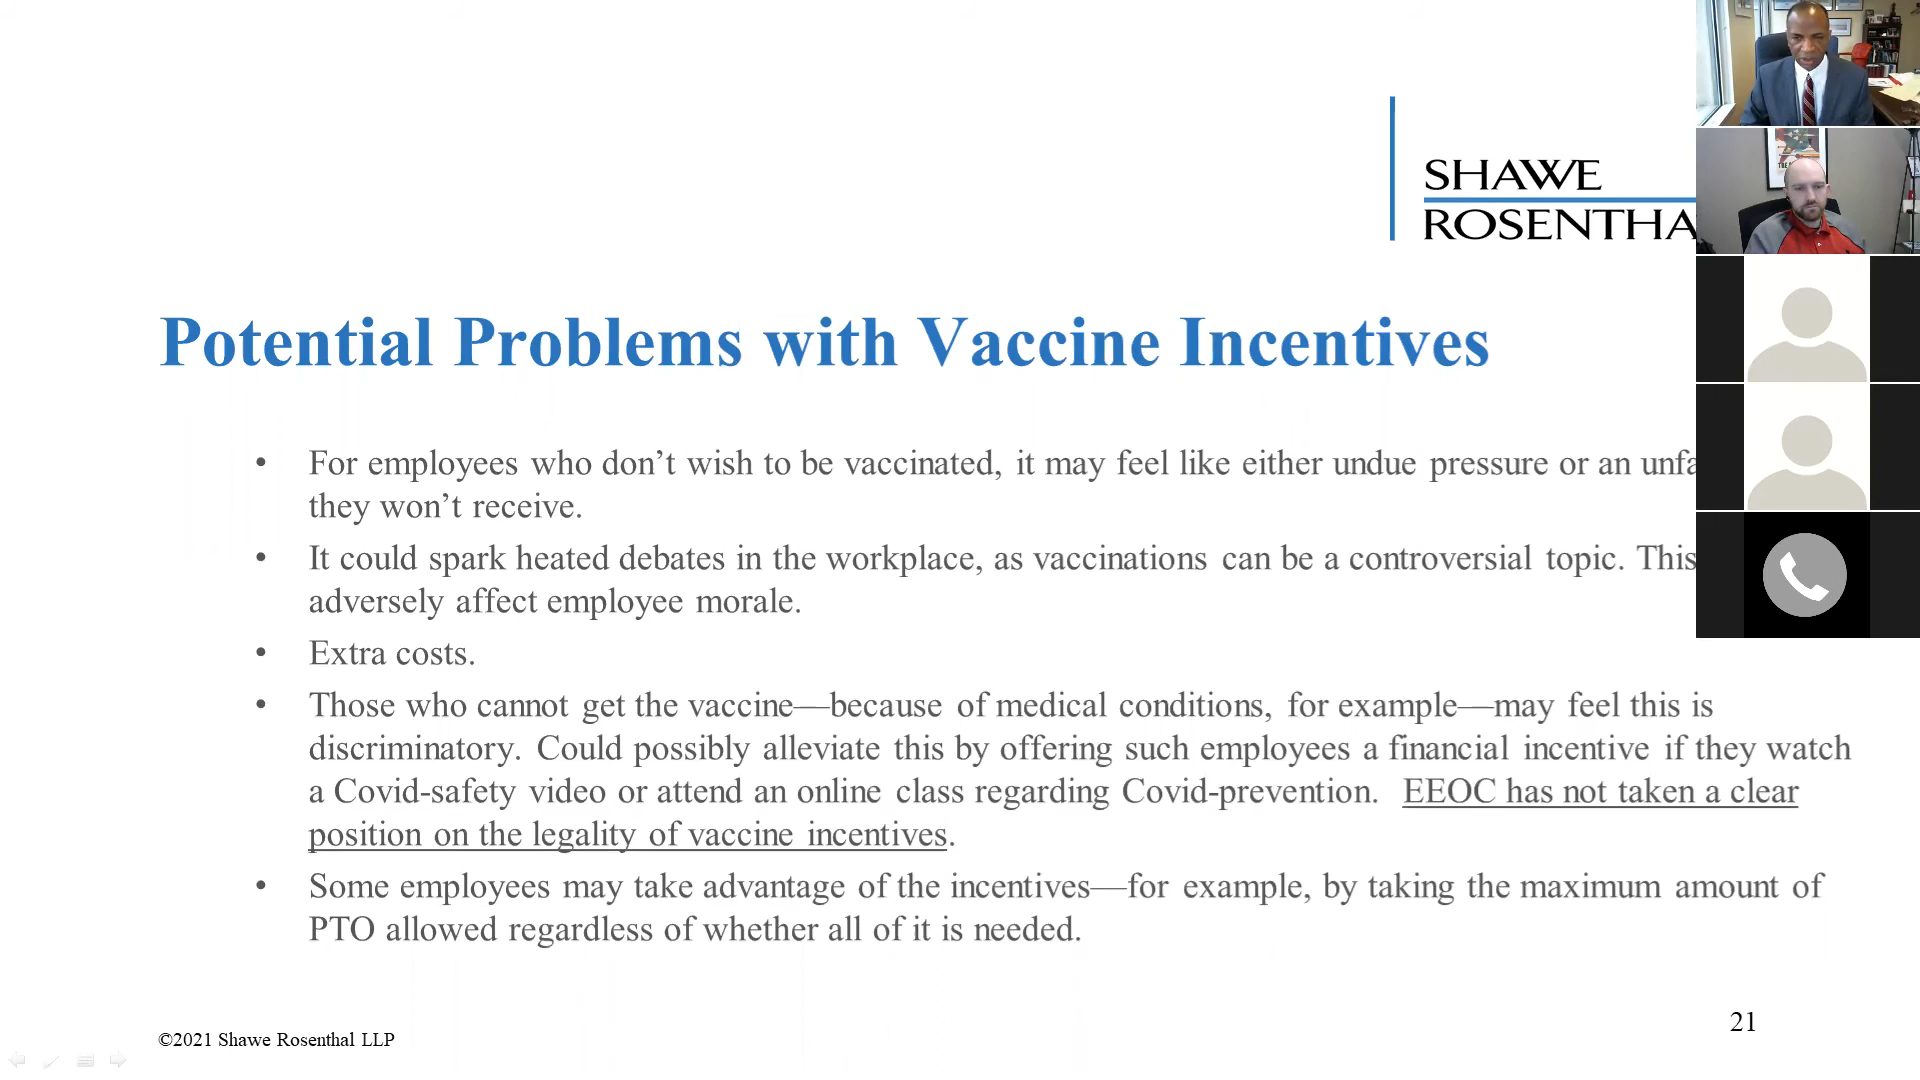 SHAWE
ROSENTHA
Potential Problems with Vaccine Incentives
• For employees who don’t wish to be vaccinated, it may feel like either undue pressure or an unfa
they won’t receive.
• It could spark heated debates in the workplace, as vaccinations can be a controversial topic. This
adversely affect employee morale.
• Extra costs.
• Those who cannot get the vaccine—because of medical conditions, for example—may feel this is
discriminatory. Could possibly alleviate this by offering such employees a financial incentive if they watch
a Covid-safety video or attend an online class regarding Covid-prevention. EEOC has not taken a clear
position on the legality of vaccine incentives.
• Some employees may take advantage of the incentives—for example, by taking the maximum amount of
PTO allowed regardless of whether all of it is needed.
©2021 Shawe Rosenthal LLP
21